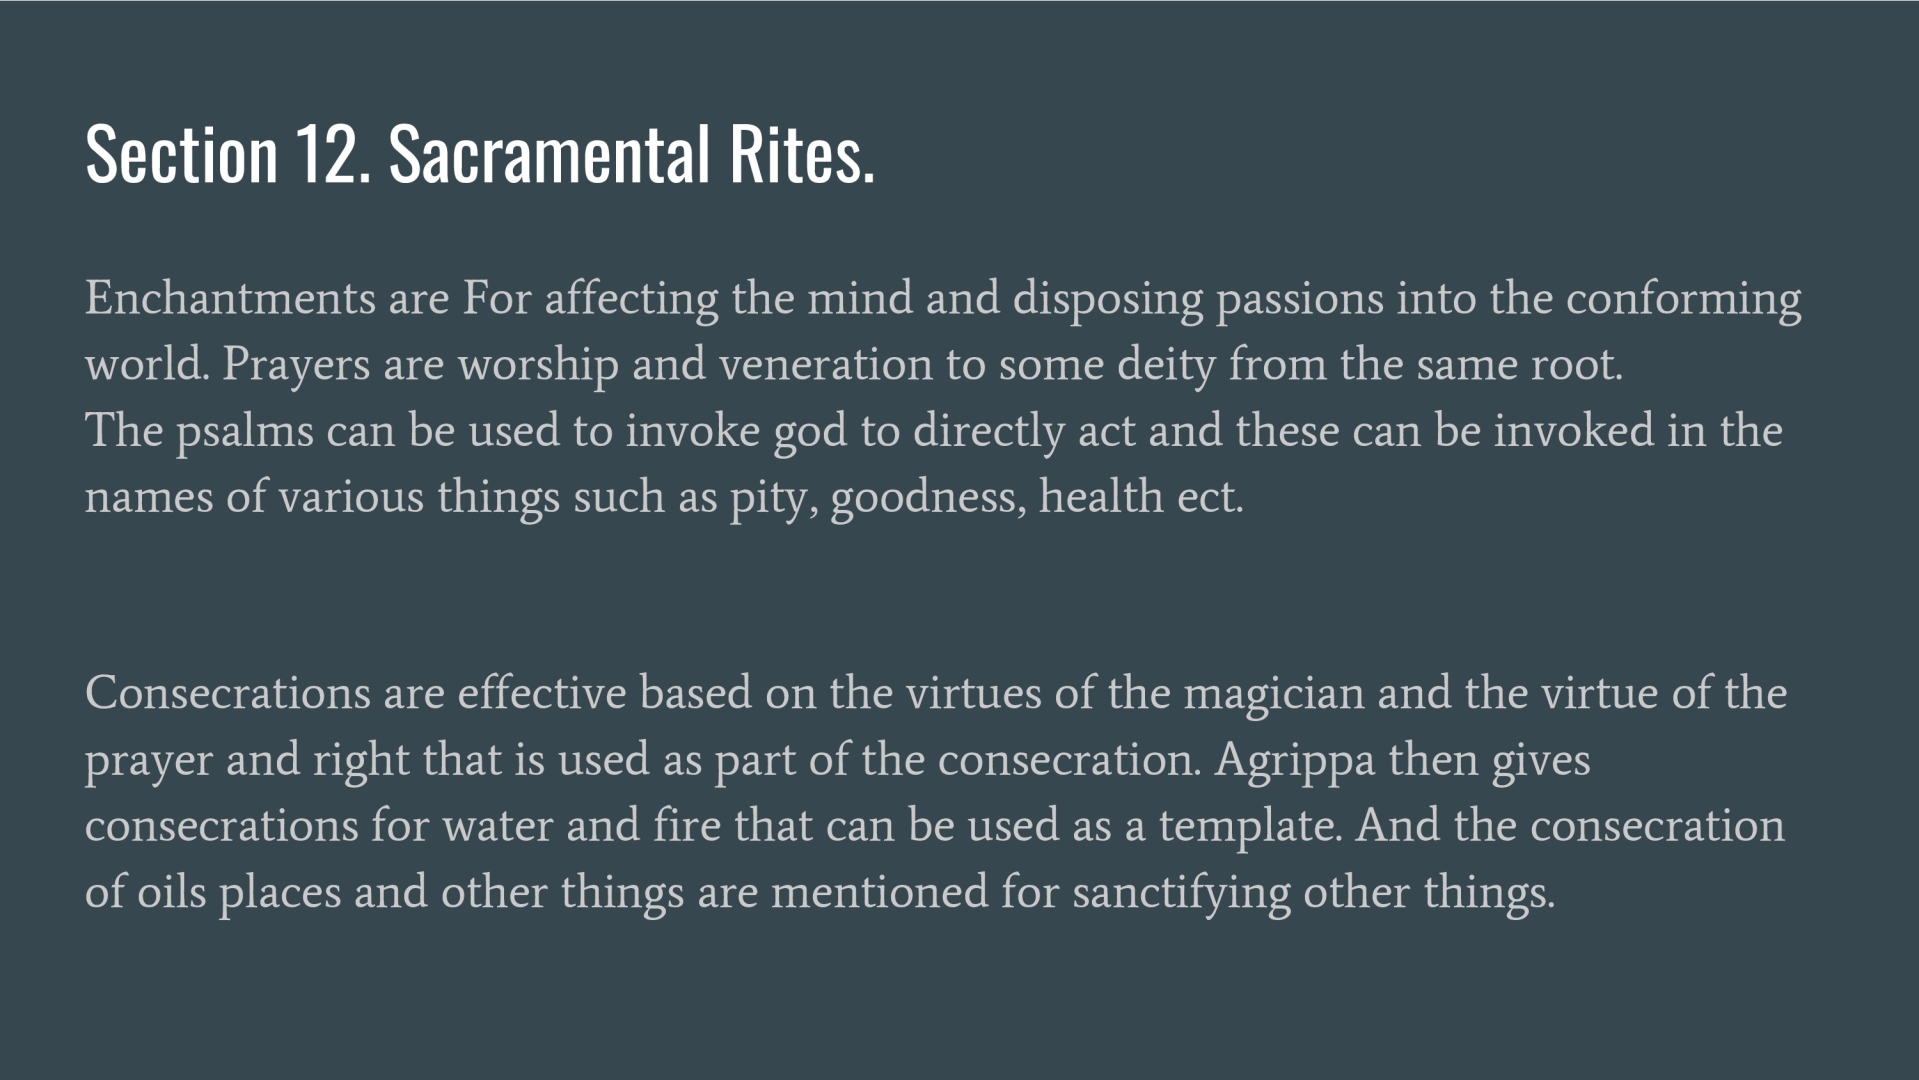 Section 12. Sacramental Rites.
Enchantments are For affecting the mind and disposing passions into the conforming
world. Prayers are worship and veneration to some deity from the same root.
The psalms can be used to invoke god to directly act and these can be invoked in the
names of various things such as pity, goodness, health ect.
Consecrations are effective based on the virtues of the magician and the virtue of the
prayer and right that is used as part of the consecration. Agrippa then gives
consecrations for water and fire that can be used as a template. And the consecration
of oils places and other things are mentioned for sanctifying other things.